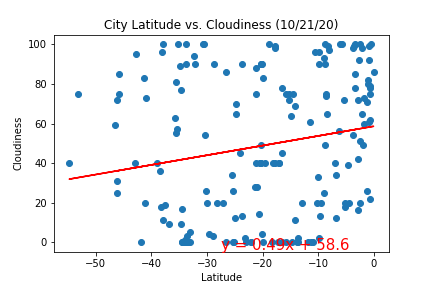 City Latitude vs. Cloudiness (10/21/20)
100
80
60
40
20
0
Cloudiness
y = 0.49x + 58.6
−50 −40 −30 −20 −10 0
Latitude